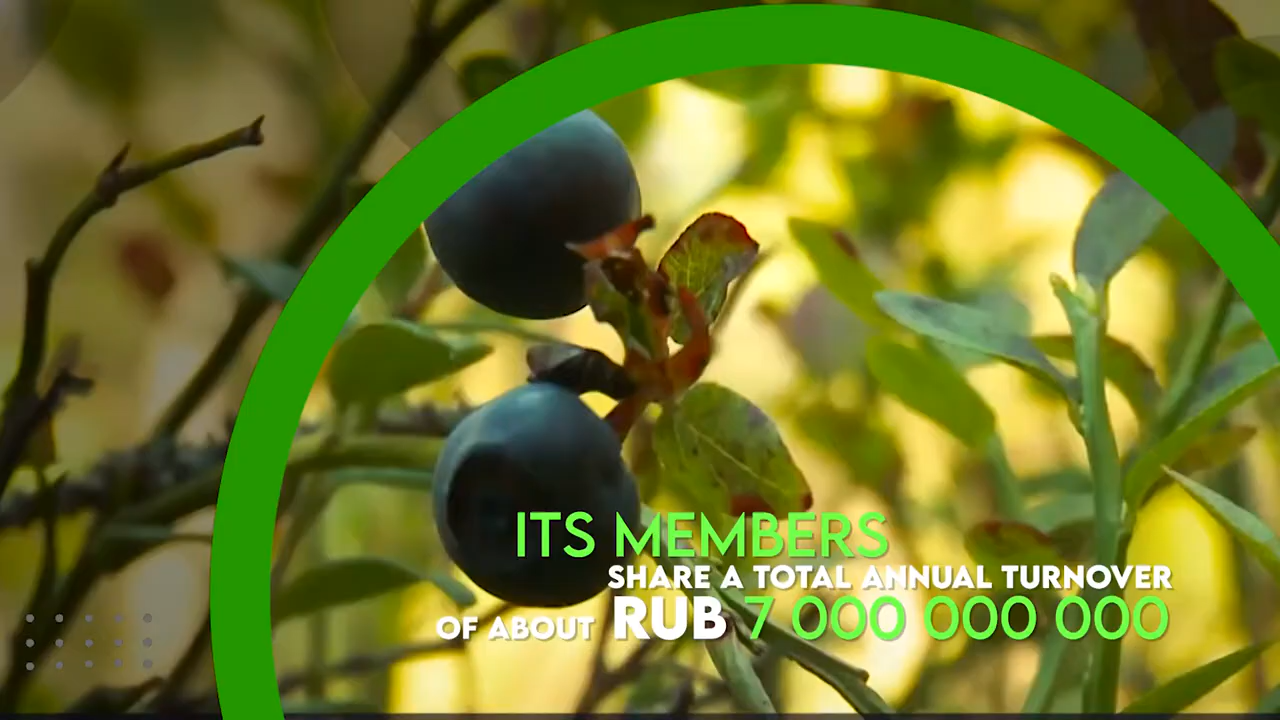 ITS MEMBERS
SHARE A TOTAL ANNUAL TURNOVER
OF ABOUT RUB 7 000 000 000